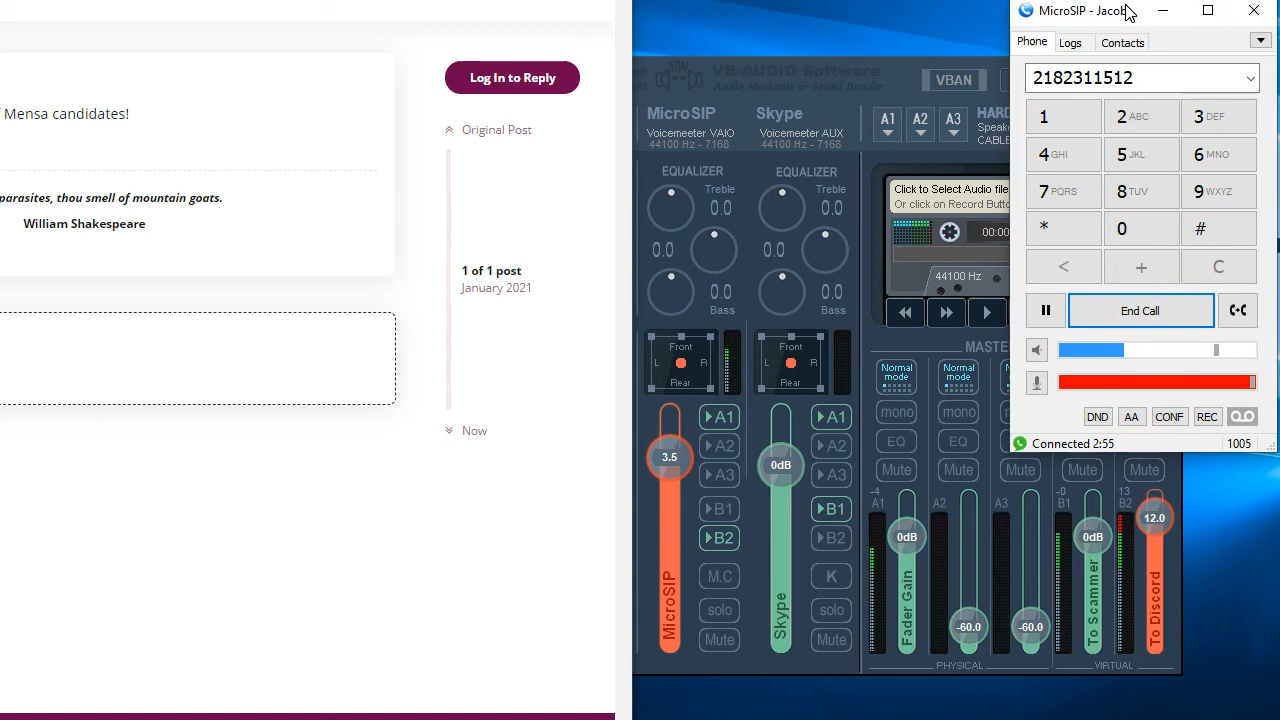 Log In to Reply
Mensa candidates!
Original Post
parasites, thou smell of mountain goats.
William Shakespeare
1 of 1 post
January 2021
Now
VB-AUDIO Software
Audio Mechanic & Sound Breeder
VBAN
MicroSIP
Voicemeeter VAIO
44100 Hz - 7168
Skype
Voicemeeter AUX
44100 Hz - 7168
A1
A2
A3
HARD
Speake
CABLE
EQUALIZER
EQUALIZER
Treble
0.0
Treble
0.0
0.0
0.0
0.0
Bass
0.0
Bass
Click to Select Audio file
Or click on Record Butto
00:00
44100 Hz
MASTE
Front
L
R
Rear
Front
L
R
Rear
Normal mode
Normal mode
mono
mono
EQ
EQ
Mute
Mute
Mute
Mute
Mute
A1
A2
A3
B1
B2
M.C
solo
Mute
A1
A2
A3
B1
B2
K
solo
Mute
3.5
MicroSIP
0dB
Skype
-4
A1
0dB
Fader Gain
A2
-60.0
A3
-60.0
-0
B1
0dB
To Scammer
13
B2
12.0
To Discord
PHYSICAL
VIRTUAL
MicroSIP - Jacob
Phone
Logs
Contacts
2182311512
1
2 ABC
3 DEF
4 GHI
5 JKL
6 MNO
7 PQRS
8 TUV
9 WXYZ
*
0
#
<
+
C
End Call
DND
AA
CONF
REC
Connected 2:55
1005